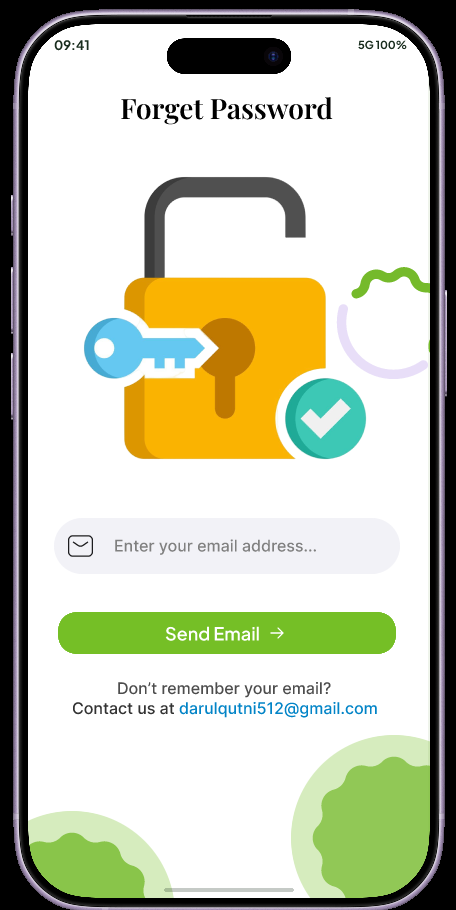 09:41
5G 100%
Forget Password
Enter your email address...
Send Email →
Don’t remember your email?
Contact us at darulqutni512@gmail.com